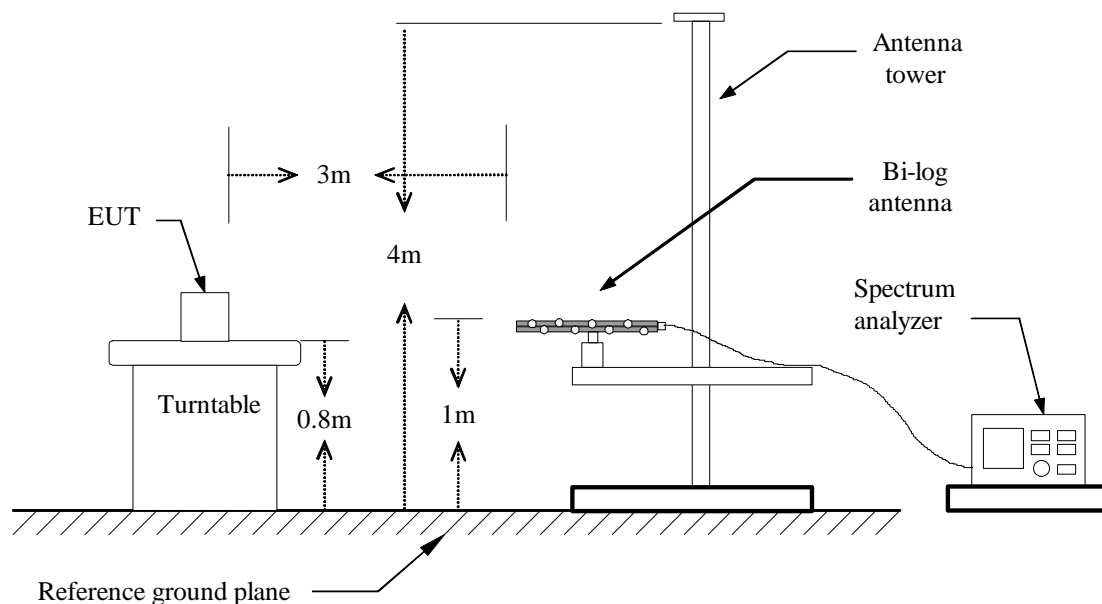 Antenna
tower
3m
Bi-log
antenna
EUT
4m
Spectrum
analyzer
Turntable
0.8m
1m
Reference ground plane